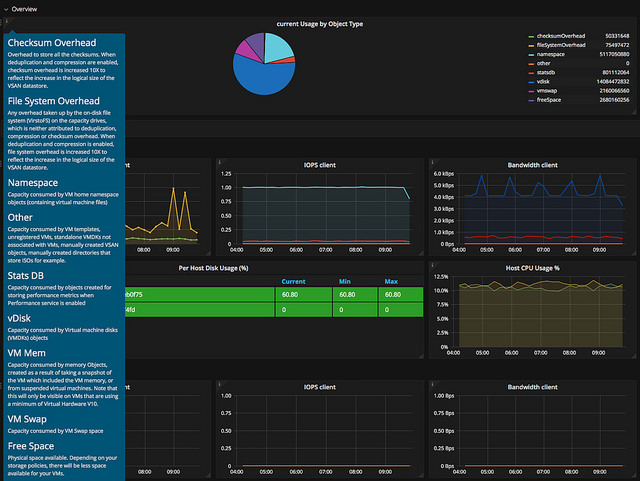 Overview
current Usage by Object Type
checksumOverhead 50331648
fileSystemOverhead 75497472
namespace 5117050880
other 0
statsdb 801112064
vdisk 14084472832
vmswap 2160066560
freeSpace 2680160256
Checksum Overhead
Overhead to store all the checksums. When
deduplication and compression are enabled,
checksum overhead is increased 10X to
reflect the increase in the logical size of the
VSAN datastore.
File System Overhead
Any overhead taken up by the on-disk file
system (VirstoFS) on the capacity drives,
which is neither attributed to deduplication,
compression or checksum overhead. When
deduplication and compression is enabled,
file system overhead is increased 10X to
reflect the increase in the logical size of the
VSAN datastore.
Namespace
Capacity consumed by VM home namespace
objects (containing virtual machine files)
Other
Capacity consumed by VM templates,
unregistered VMs, standalone VMDKs not
associated with VMs, manually created VSAN
objects, manually created directories that
store ISOs for example.
Stats DB
Capacity consumed by objects created for
storing performance metrics when
Performance service is enabled
vDisk
Capacity consumed by Virtual machine disks
(VMDKs) objects
VM Mem
Capacity consumed by memory Objects,
created as a result of taking a snapshot of
the VM which included the VM memory, or
from suspended virtual machines. Note that
this will only be visible on VMs that are using
a minimum of Virtual Hardware V10.
VM Swap
Capacity consumed by VM Swap space
Free Space
Physical space available. Depending on your
storage policies, there will be less space
available for your VMs.
nt
08:00 09:00
IOPS client
1.25
1.00
0.75
0.50
0.25
0
04:00 05:00 06:00 07:00 08:00 09:00
Bandwidth client
6.0 kBps
5.0 kBps
4.0 kBps
3.0 kBps
2.0 kBps
1.0 kBps
0 Bps
04:00 05:00 06:00 07:00 08:00 09:00
Per Host Disk Usage (%)
Current Min Max
b0f75 60.80 60.80 60.80
4fd 0 0 0
Host CPU Usage %
12.5%
10.0%
7.5%
5.0%
2.5%
0%
04:00 05:00 06:00 07:00 08:00 09:00
nt
08:00 09:00
IOPS client
1.00
0.75
0.50
0.25
0
04:00 05:00 06:00 07:00 08:00 09:00
Bandwidth client
1.00 Bps
0.75 Bps
0.50 Bps
0.25 Bps
0 Bps
04:00 05:00 06:00 07:00 08:00 09:00